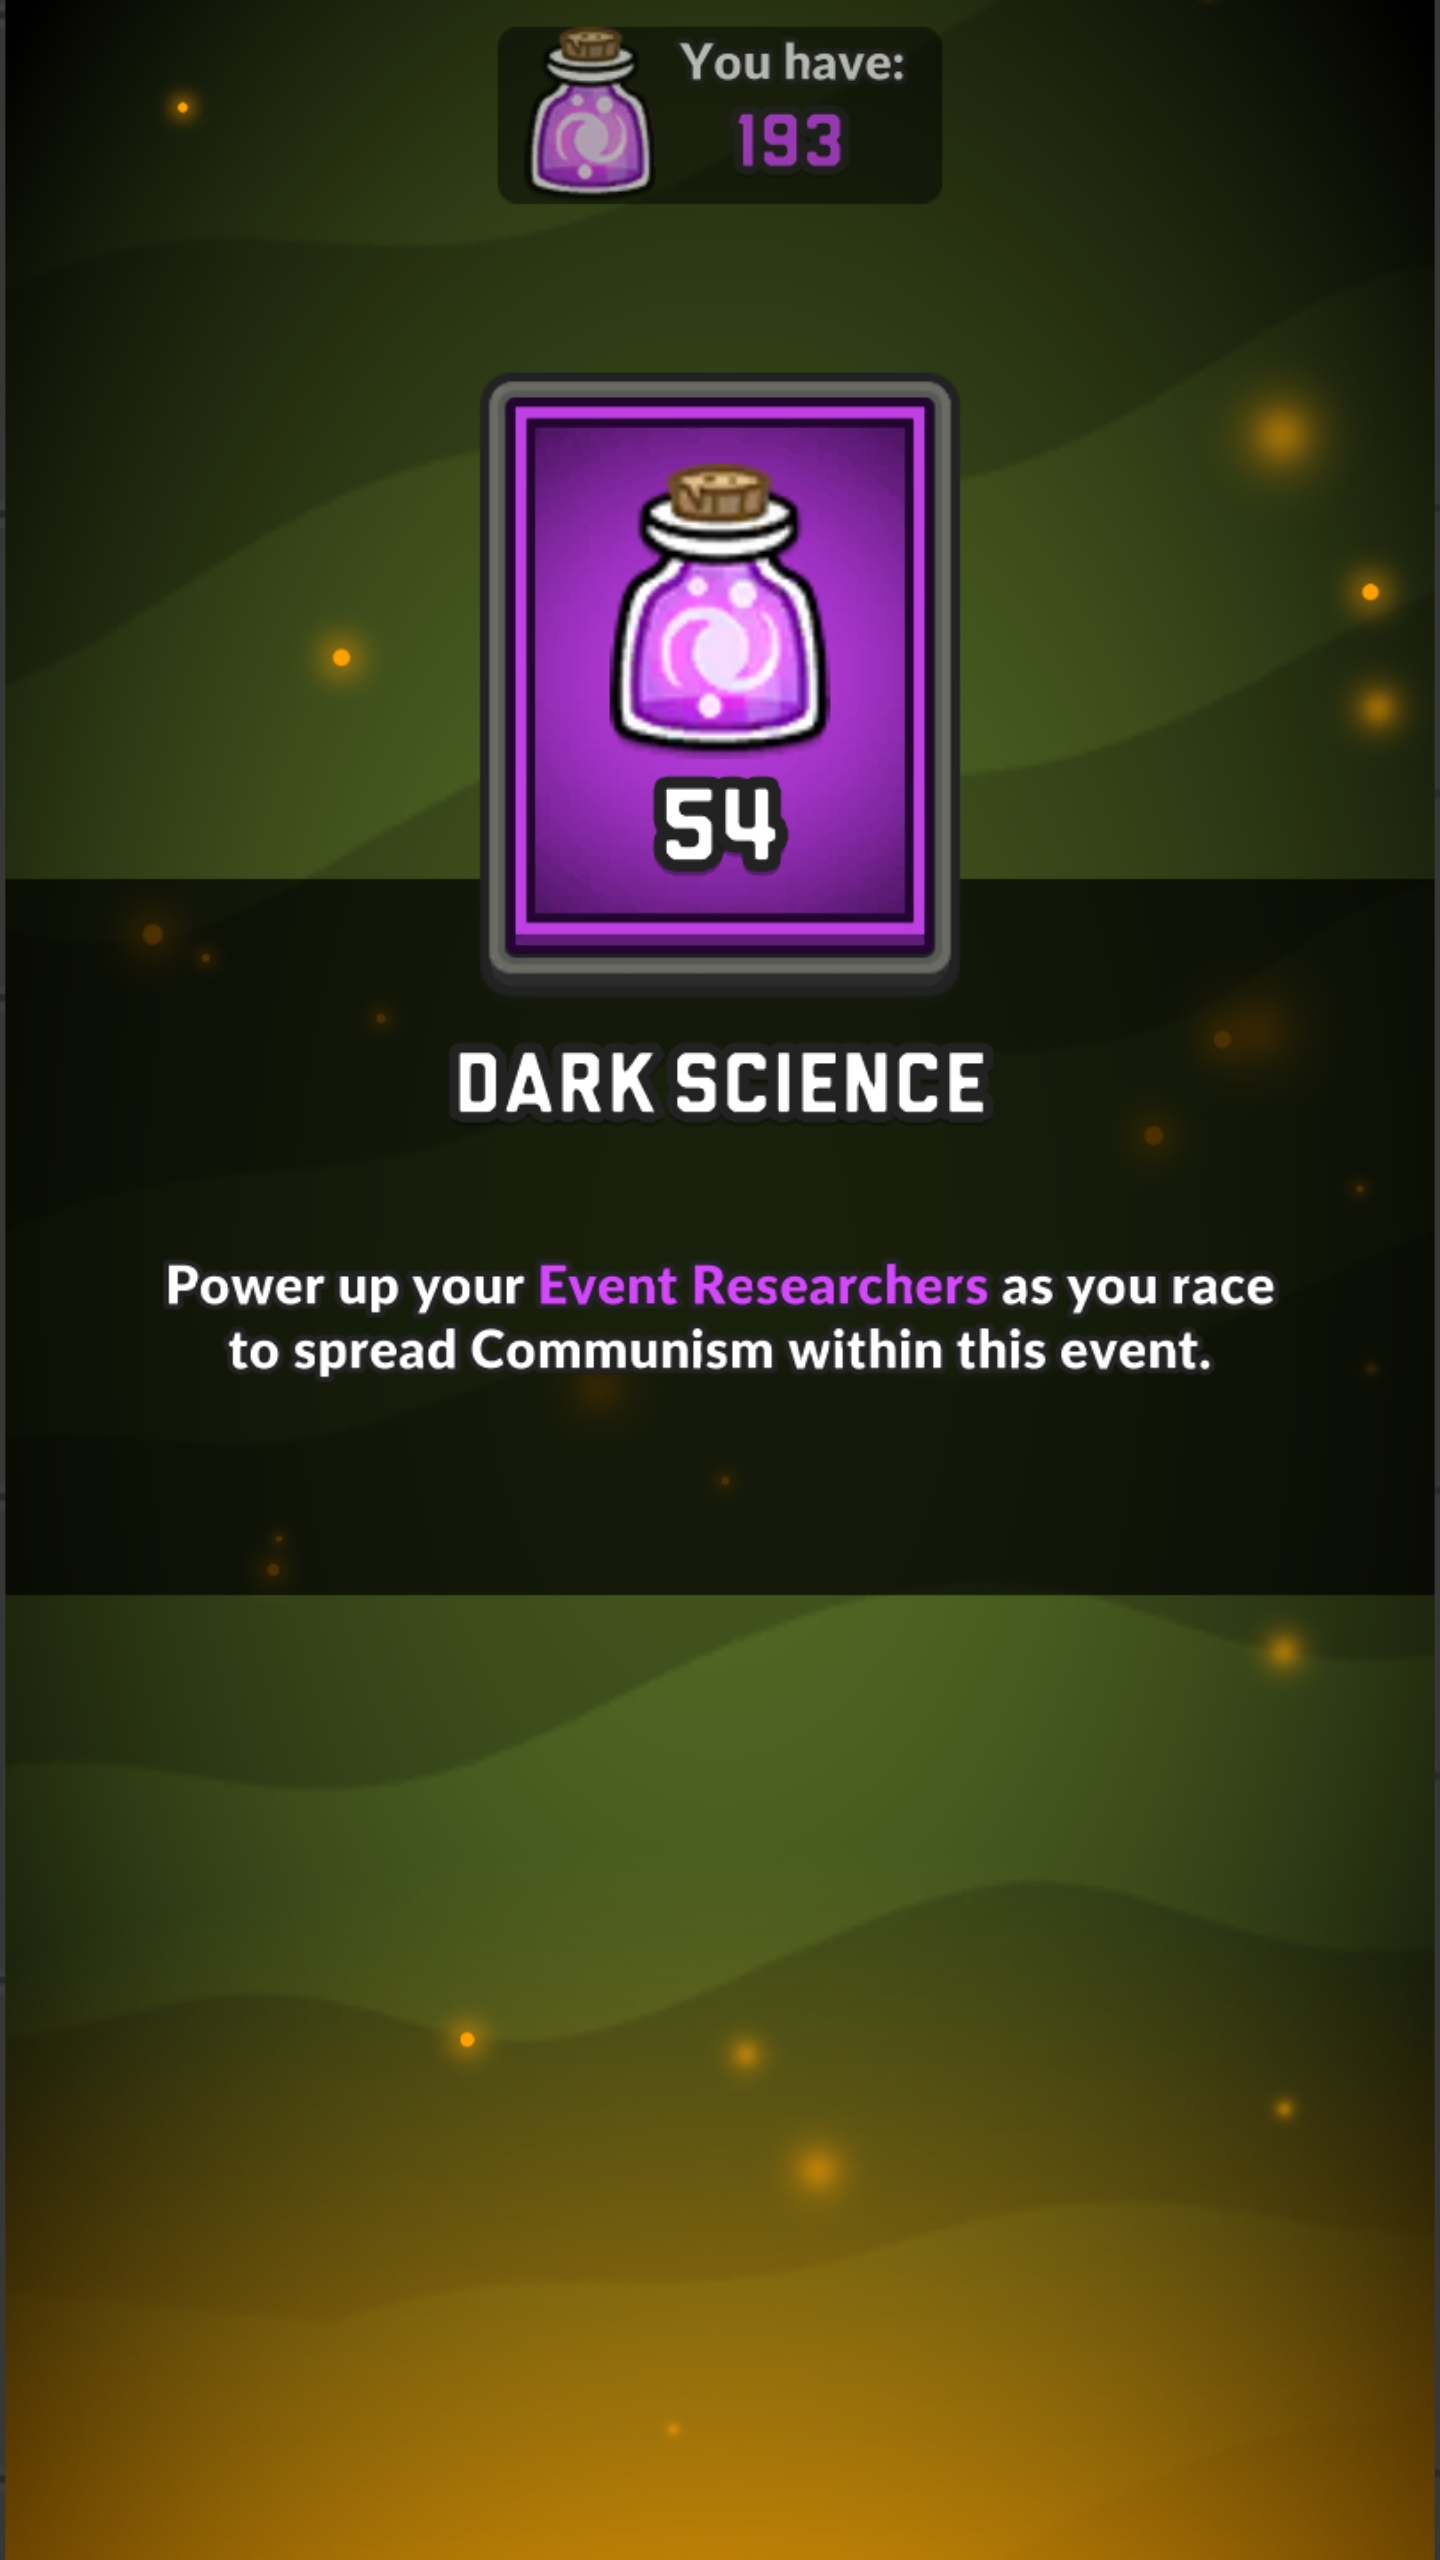 You have:
193
54
DARK SCIENCE
Power up your Event Researchers as you race
to spread Communism within this event.